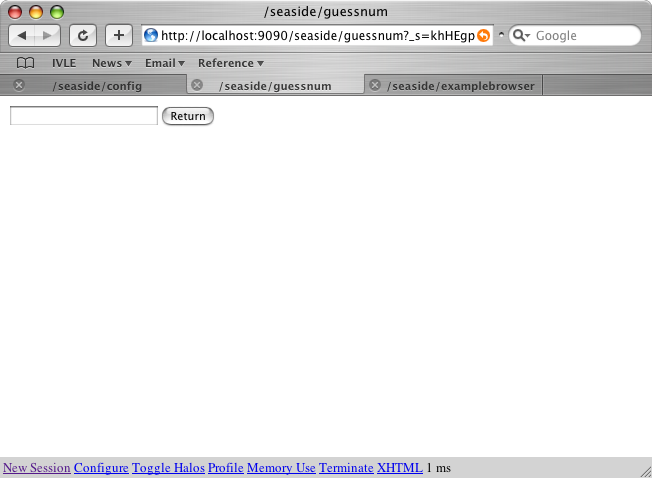 /seaside/guessnum
http://localhost:9090/seaside/guessnum?_s=khHEgp
Google
IVLE News Email Reference
/seaside/config /seaside/guessnum /seaside/examplebrowser
Return
New Session Configure Toggle Halos Profile Memory Use Terminate XHTML 1 ms